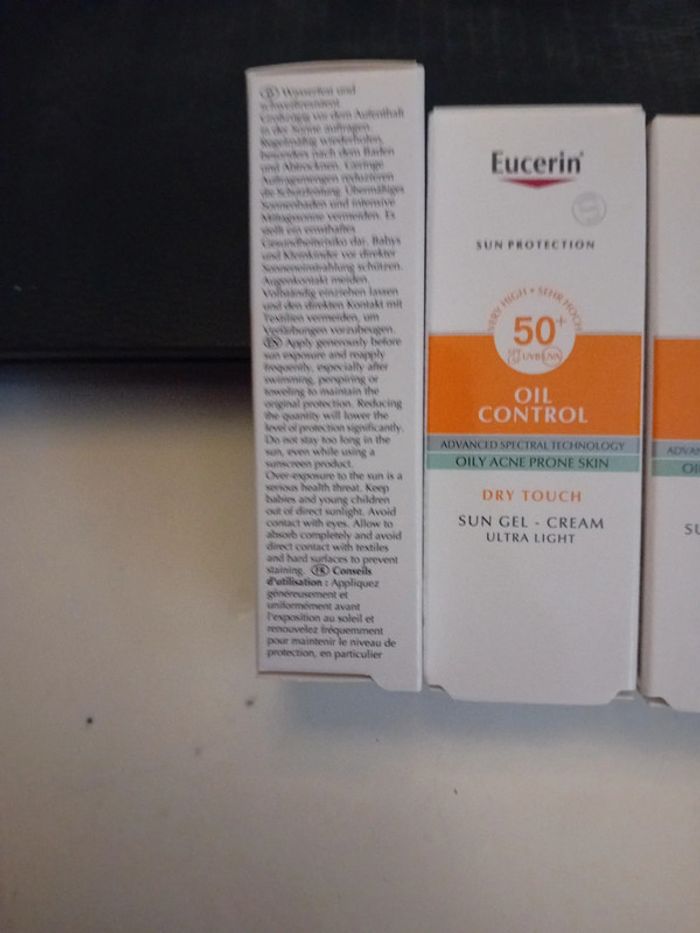 D Wasserfest und
schweißresistent.
Großzügig vor dem Aufenthalt
in der Sonne auftragen.
Regelmäßig wiederholen,
besonders nach dem Baden
und Abtrocknen. Geringe
Auftragsmengen reduzieren
die Schutzleistung. Übermäßiges
Sonnenbaden und intensive
Mittagssonne vermeiden. Es
stellt ein ernsthaftes
Gesundheitsrisiko dar. Babys
und Kleinkinder vor direkter
Sonneneinstrahlung schützen.
Augenkontakt meiden.
Vollständig einziehen lassen
und den direkten Kontakt mit
Textilien vermeiden, um
Verfärbungen vorzubeugen.
EN Apply generously before
sun exposure and reapply
frequently, especially after
swimming, perspiring or
toweling to maintain the
original protection. Reducing
the quantity will lower the
level of protection significantly.
Do not stay too long in the
sun, even while using a
sunscreen product.
Over-exposure to the sun is a
serious health threat. Keep
babies and young children
out of direct sunlight. Avoid
contact with eyes. Allow to
absorb completely and avoid
direct contact with textiles
and hard surfaces to prevent
staining. FR Conseils
d'utilisation : Appliquez
généreusement et
uniformément avant
l'exposition au soleil et
renouvelez fréquemment
pour maintenir le niveau de
protection, en particulier
Eucerin®
SUN PROTECTION
VERY HIGH • SEHR HOCH
50+
SPF
LSF UVB UVA
OIL
CONTROL
ADVANCED SPECTRAL TECHNOLOGY
OILY ACNE PRONE SKIN
DRY TOUCH
SUN GEL - CREAM
ULTRA LIGHT
ADVAN
OI
SU